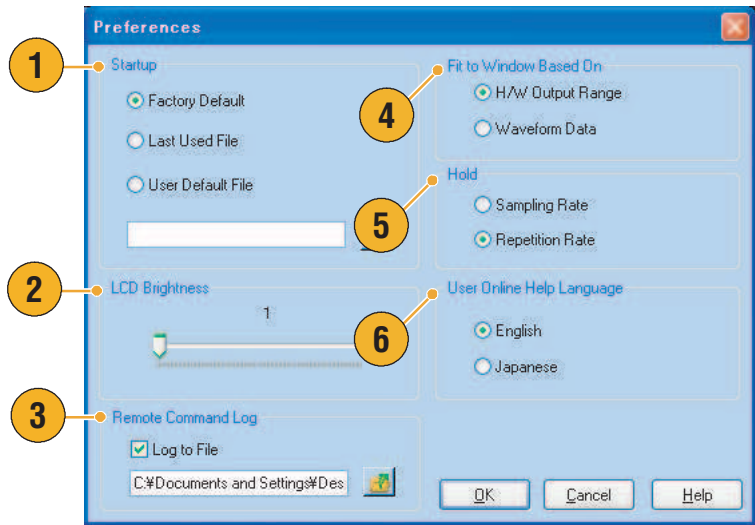 Preferences
1
Startup
Factory Default
Last Used File
User Default File
2
LCD Brightness
1
3
Remote Command Log
Log to File
C:¥Documents and Settings¥Des
4
Fit to Window Based On
H/W Output Range
Waveform Data
5
Hold
Sampling Rate
Repetition Rate
6
User Online Help Language
English
Japanese
OK
Cancel
Help